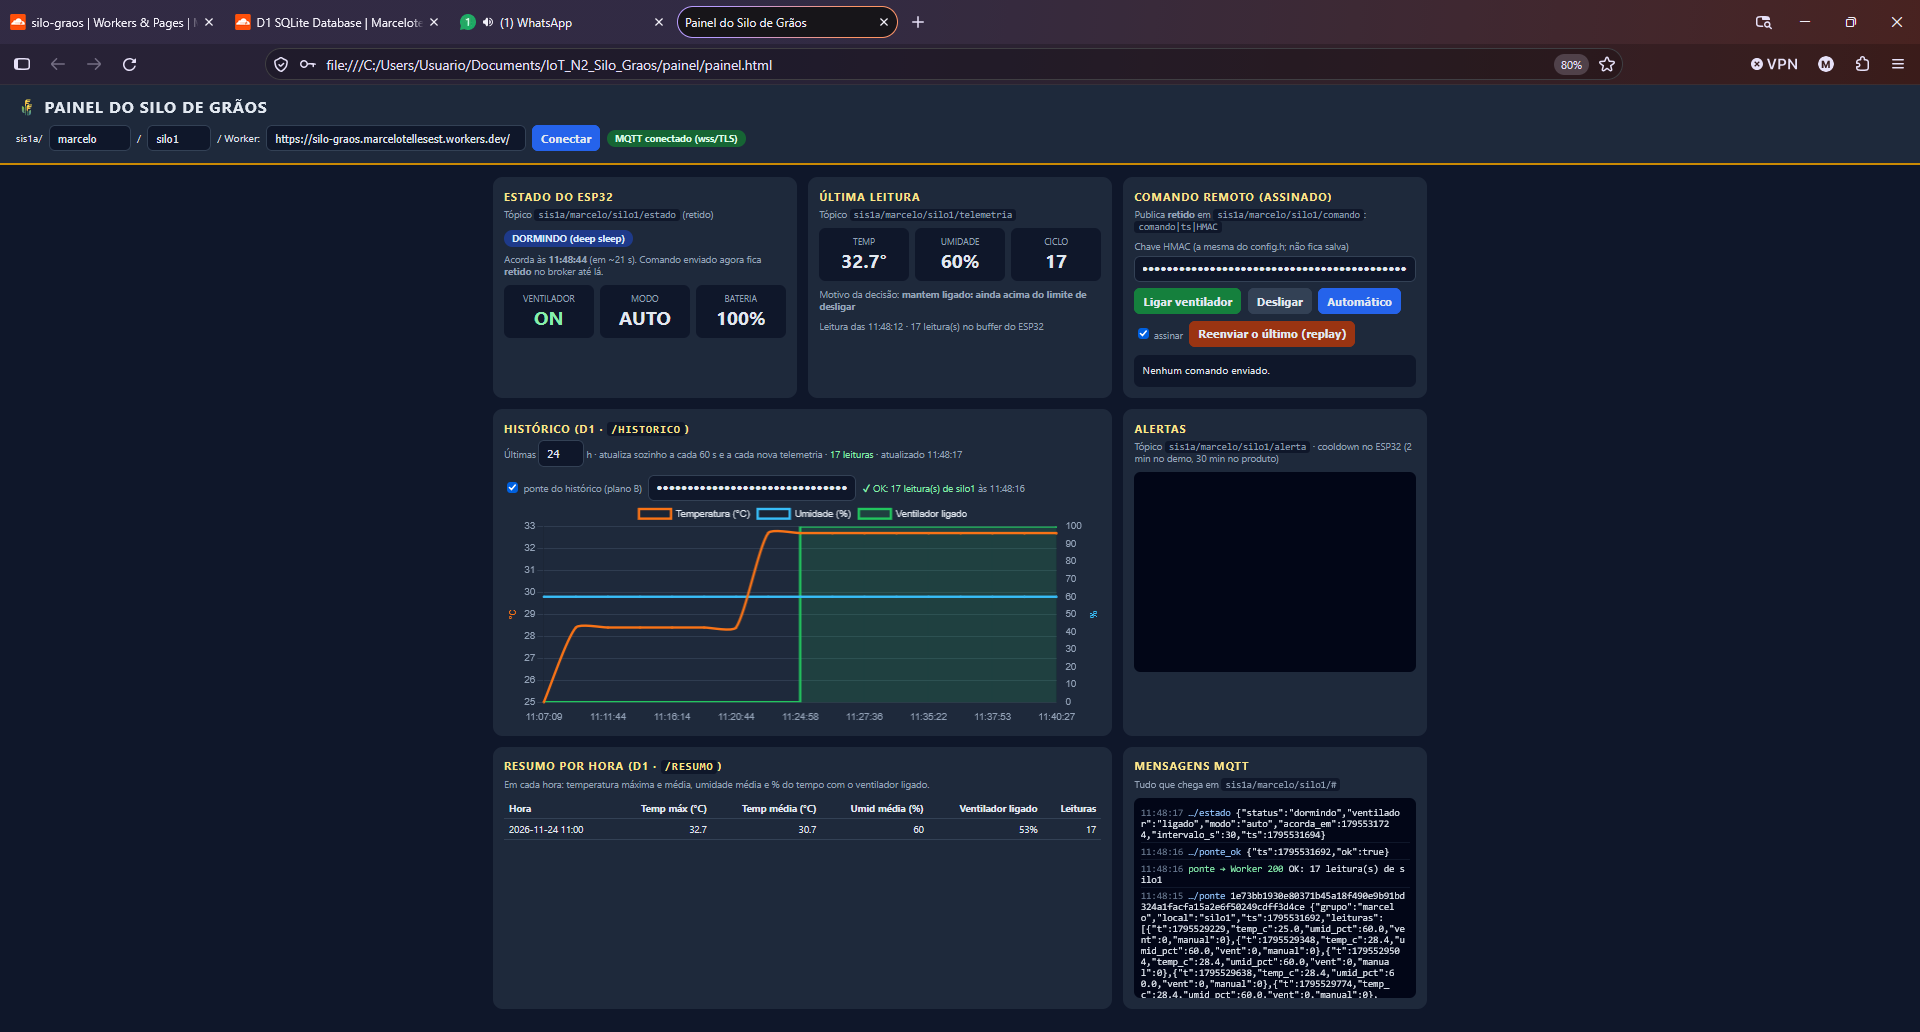 silo-graos | Workers & Pages |
D1 SQLite Database | Marcelote
1
(1) WhatsApp
Painel do Silo de Grãos
file:///C:/Users/Usuario/Documents/IoT_N2_Silo_Graos/painel/painel.html
80%
VPN
M
PAINEL DO SILO DE GRÃOS
sis1a/ marcelo / silo1 / Worker: https://silo-graos.marcelotellesest.workers.dev/ Conectar MQTT conectado (wss/TLS)
ESTADO DO ESP32
Tópico sis1a/marcelo/silo1/estado (retido)
DORMINDO (deep sleep)
Acorda às 11:48:44 (em ~21 s). Comando enviado agora fica
retido no broker até lá.
VENTILADOR MODO BATERIA
ON AUTO 100%
ÚLTIMA LEITURA
Tópico sis1a/marcelo/silo1/telemetria
TEMP UMIDADE CICLO
32.7° 60% 17
Motivo da decisão: mantem ligado: ainda acima do limite de
desligar
Leitura das 11:48:12 · 17 leitura(s) no buffer do ESP32
COMANDO REMOTO (ASSINADO)
Publica retido em sis1a/marcelo/silo1/comando :
comando|ts|HMAC
Chave HMAC (a mesma do config.h; não fica salva)
Ligar ventilador Desligar Automático
assinar Reenviar o último (replay)
Nenhum comando enviado.
HISTÓRICO (D1 · /HISTORICO )
Últimas 24 h · atualiza sozinho a cada 60 s e a cada nova telemetria · 17 leituras · atualizado 11:48:17
ponte do histórico (plano B) ✓ OK: 17 leitura(s) de silo1 às 11:48:16
Temperatura (°C) Umidade (%) Ventilador ligado
33
32
31
30
29
28
27
26
25
°C
100
90
80
70
60
50
40
30
20
10
0
%
11:07:09 11:11:44 11:16:14 11:20:44 11:24:58 11:27:36 11:35:22 11:37:53 11:40:27
ALERTAS
Tópico sis1a/marcelo/silo1/alerta · cooldown no ESP32 (2
min no demo, 30 min no produto)
RESUMO POR HORA (D1 · /RESUMO )
Em cada hora: temperatura máxima e média, umidade média e % do tempo com o ventilador ligado.
Hora Temp máx (°C) Temp média (°C) Umid média (%) Ventilador ligado Leituras
2026-11-24 11:00 32.7 30.7 60 53% 17
MENSAGENS MQTT
Tudo que chega em sis1a/marcelo/silo1/#
11:48:17 …/estado {"status":"dormindo","ventilado
r":"ligado","modo":"auto","acorda_em":179553172
4,"intervalo_s":30,"ts":1795531694}
11:48:16 …/ponte_ok {"ts":1795531692,"ok":true}
11:48:16 ponte → Worker 200 OK: 17 leitura(s) de s
ilo1
11:48:15 …/ponte 1e73bb1930e80371b45a18f490e9b91bd
324a1facfa15a2e6f50249cdff3d4ce {"grupo":"marcel
o","local":"silo1","ts":1795531692,"leituras":
[{"t":1795529229,"temp_c":25.0,"umid_pct":60.0,"ve
nt":0,"manual":0},{"t":1795529348,"temp_c":28.4,"u
mid_pct":60.0,"vent":0,"manual":0},{"t":179552950
4,"temp_c":28.4,"umid_pct":60.0,"vent":0,"manua
l":0},{"t":1795529638,"temp_c":28.4,"umid_pct":6
0.0,"vent":0,"manual":0},{"t":1795529774,"temp_
c":28.4,"umid_pct":60.0,"vent":0,"manual":0},